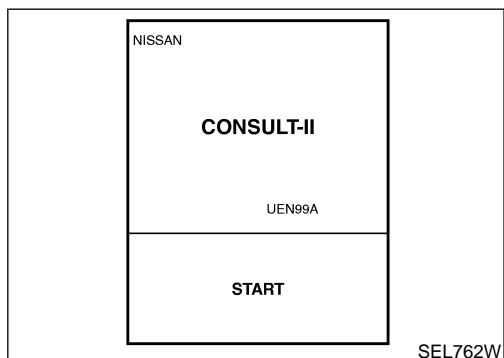 NISSAN
CONSULT-II
UEN99A
START
SEL762W